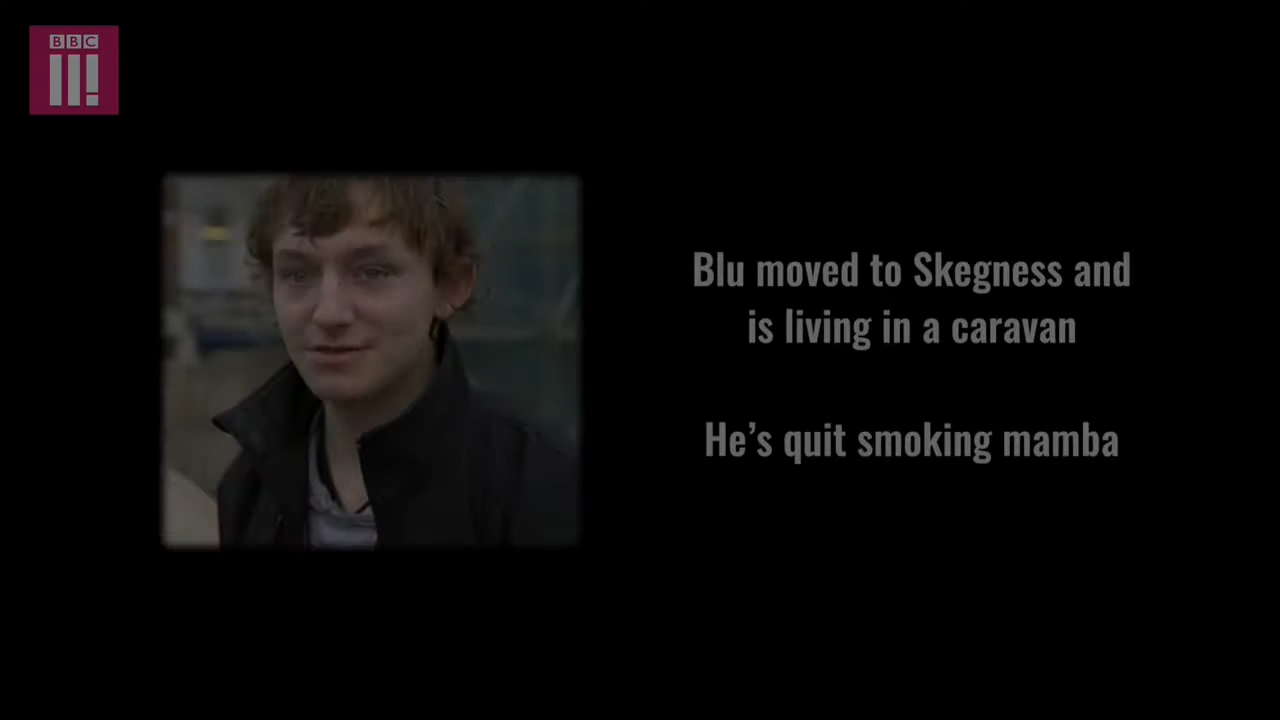 BBC
Blu moved to Skegness and
is living in a caravan
He's quit smoking mamba